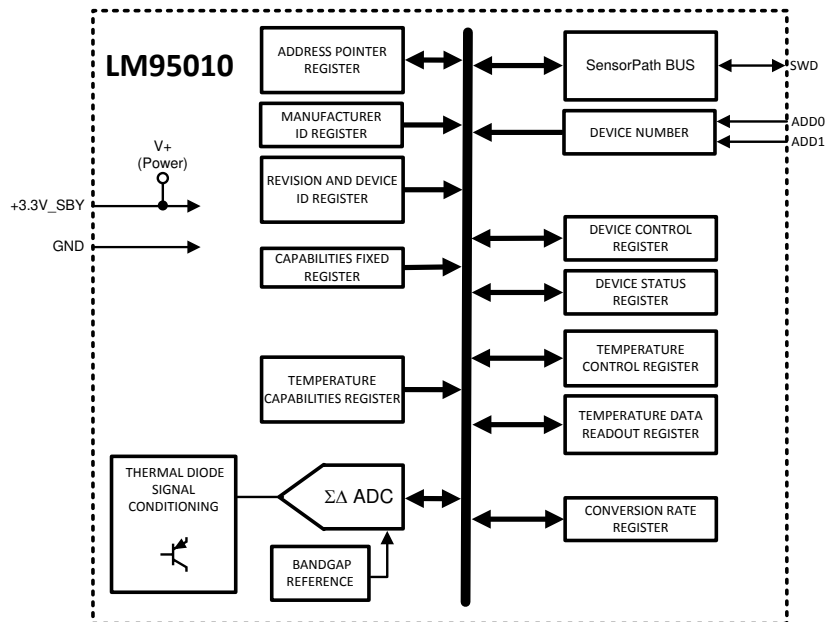 LM95010
ADDRESS POINTER
REGISTER
MANUFACTURER
ID REGISTER
V+
(Power)
REVISION AND DEVICE
ID REGISTER
+3.3V_SBY
GND
CAPABILITIES FIXED
REGISTER
TEMPERATURE
CAPABILITIES REGISTER
THERMAL DIODE
SIGNAL
CONDITIONING
ΣΔ ADC
BANDGAP
REFERENCE
SensorPath BUS
SWD
DEVICE NUMBER
ADD0
ADD1
DEVICE CONTROL
REGISTER
DEVICE STATUS
REGISTER
TEMPERATURE
CONTROL REGISTER
TEMPERATURE DATA
READOUT REGISTER
CONVERSION RATE
REGISTER